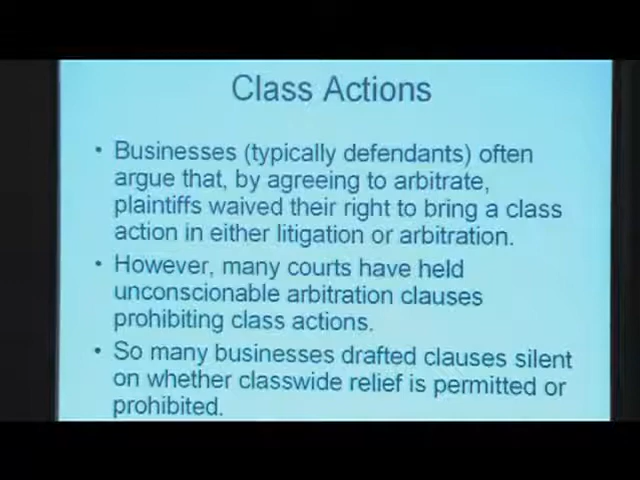 Class Actions
• Businesses (typically defendants) often
argue that, by agreeing to arbitrate,
plaintiffs waived their right to bring a class
action in either litigation or arbitration.
• However, many courts have held
unconscionable arbitration clauses
prohibiting class actions.
• So many businesses drafted clauses silent
on whether classwide relief is permitted or
prohibited.